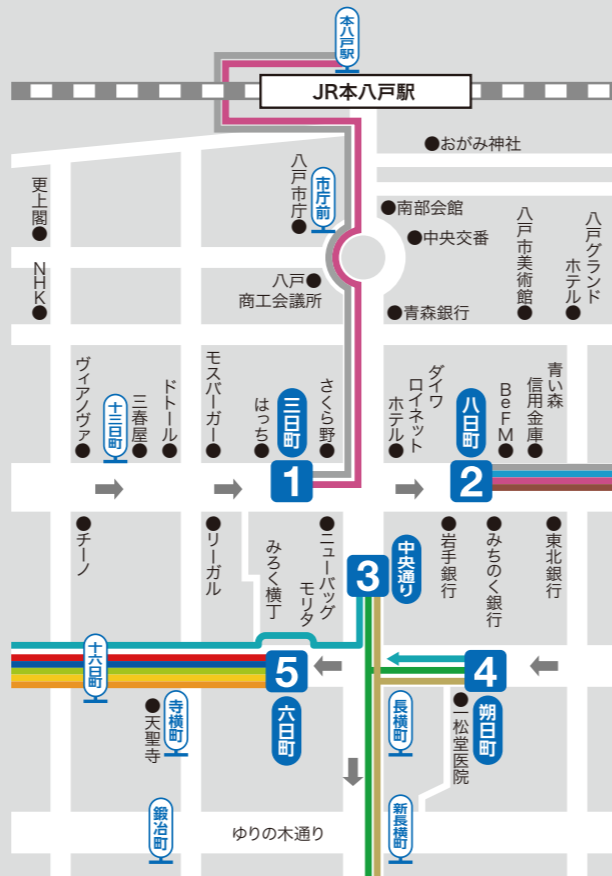 本八戸駅
JR本八戸駅
おがみ神社
八戸市庁
市庁前
更上閣
南部会館
中央交番
八戸市美術館
八戸グランド
ホテル
NHK
八戸
商工会議所
青森銀行
ヴィアノヴァ
十三日町
三春屋
ドトール
モスバーガー
はっち
三日町
さくら野
ダイワ
ロイネット
ホテル
八日町
BeFM
青い森
信用金庫
1
2
チーノ
リーガル
みろく横丁
ニューバッグ
モリタ
3
中央通り
岩手銀行
みちのく銀行
東北銀行
十六日町
5
六日町
4
朔日町
天聖寺
寺横町
長横町
一松堂医院
鍛冶町
ゆりの木通り
新長横町